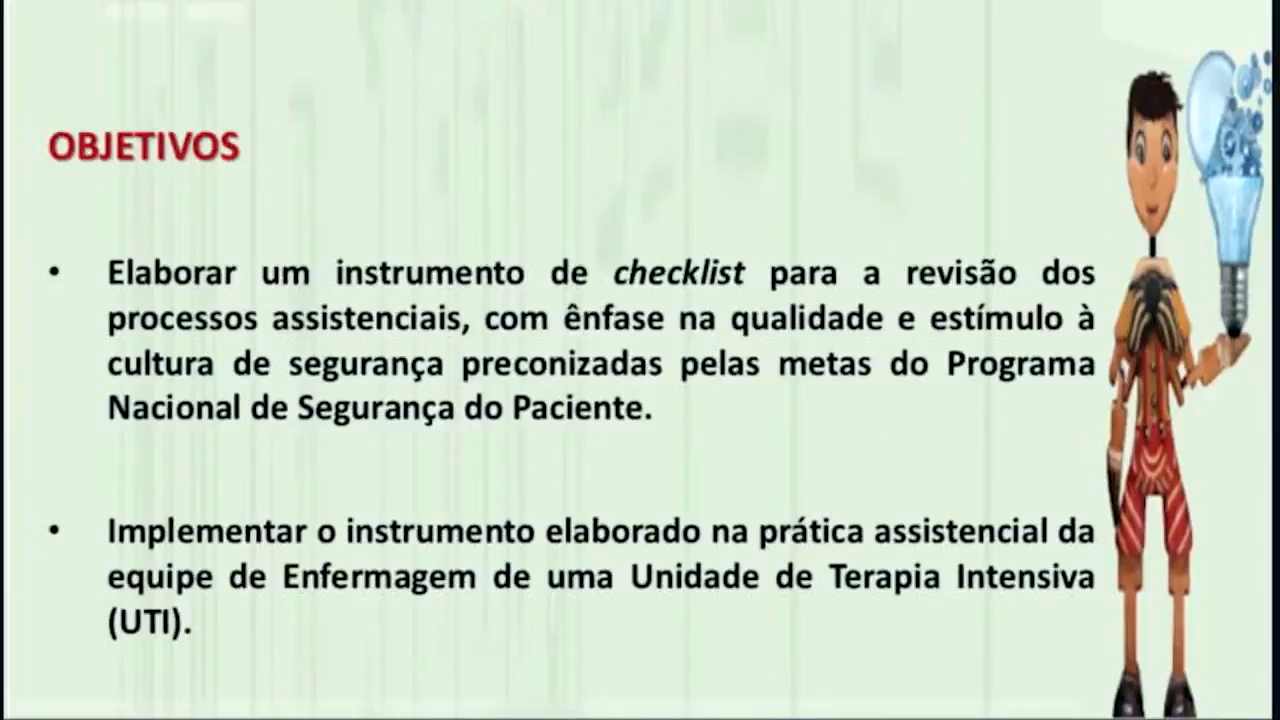 OBJETIVOS
• Elaborar um instrumento de checklist para a revisão dos
processos assistenciais, com ênfase na qualidade e estímulo à
cultura de segurança preconizadas pelas metas do Programa
Nacional de Segurança do Paciente.
• Implementar o instrumento elaborado na prática assistencial da
equipe de Enfermagem de uma Unidade de Terapia Intensiva
(UTI).